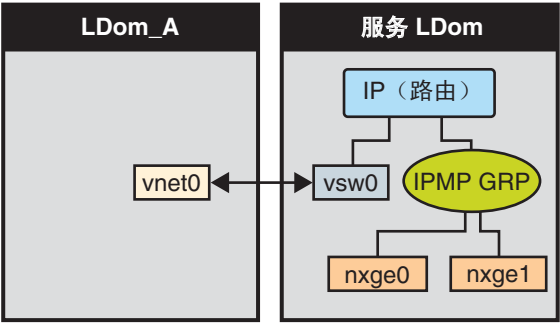 LDom_A
服务 LDom
IP（路由）
vnet0
vsw0
IPMP GRP
nxge0
nxge1